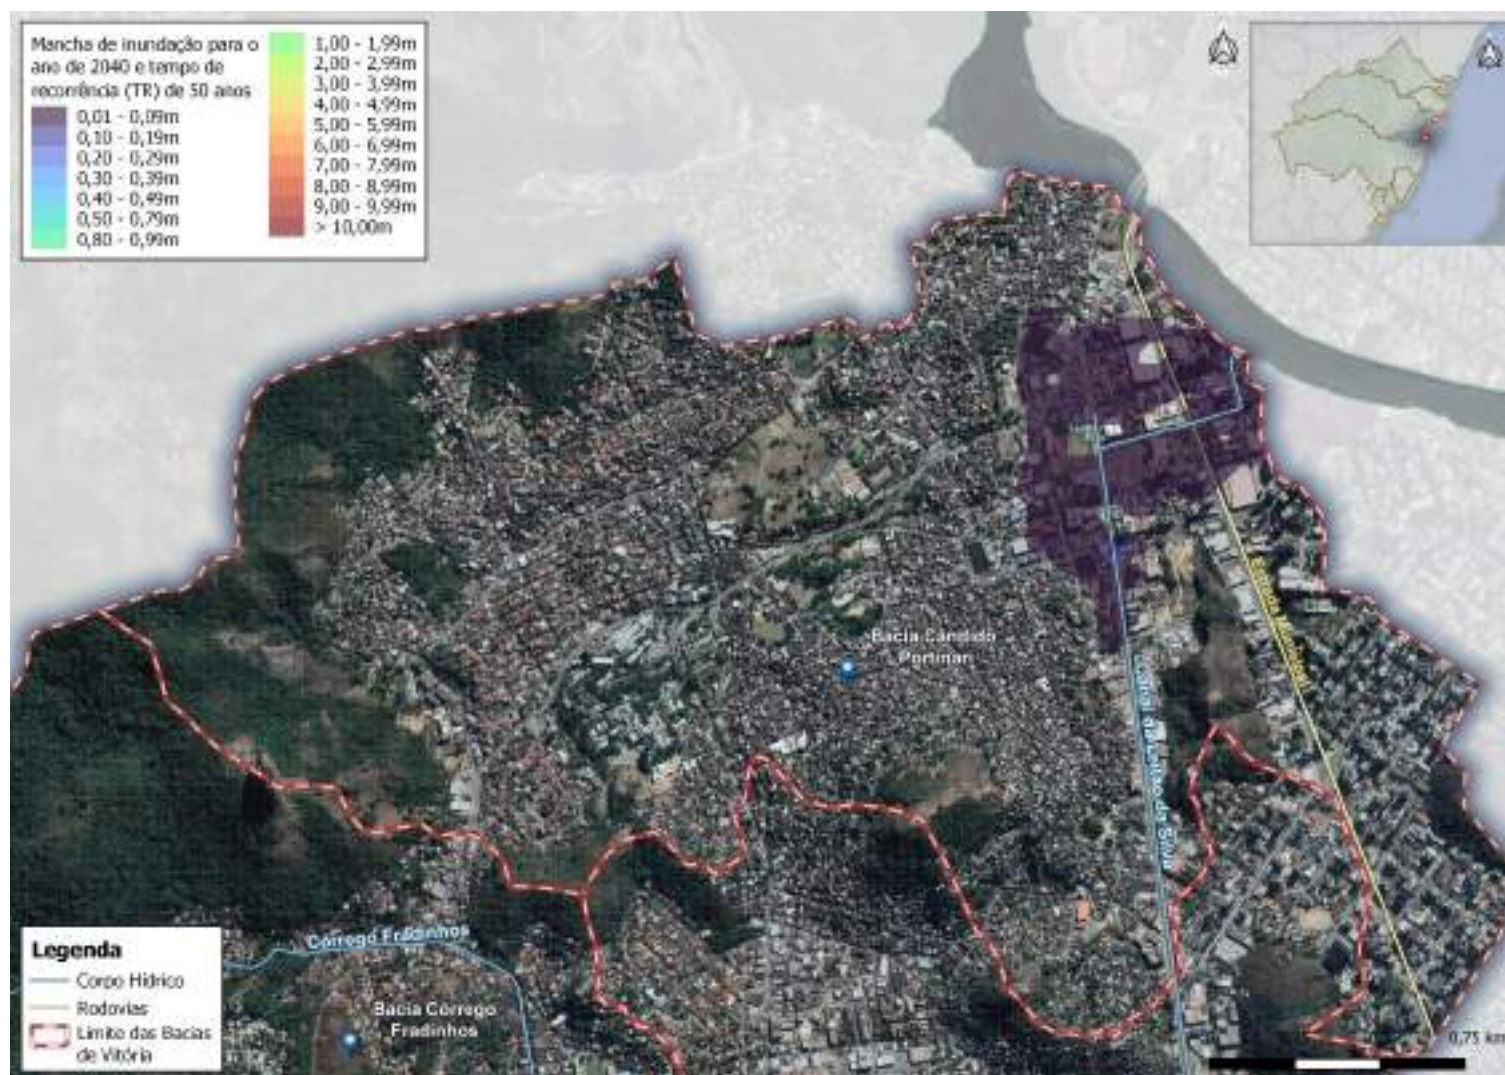 Mancha de inundação para o
ano de 2040 e tempo de
recorrência (TR) de 50 anos
0,01 - 0,09m
0,10 - 0,19m
0,20 - 0,29m
0,30 - 0,39m
0,40 - 0,49m
0,50 - 0,79m
0,80 - 0,99m
1,00 - 1,99m
2,00 - 2,99m
3,00 - 3,99m
4,00 - 4,99m
5,00 - 5,99m
6,00 - 6,99m
7,00 - 7,99m
8,00 - 8,99m
9,00 - 9,99m
> 10,00m
Bacia Cândido
Portinari
Córrego Fradinhos
Bacia Córrego
Fradinhos
Legenda
Corpo Hídrico
Rodovias
Limite das Bacias
de Vitória
0,75 km